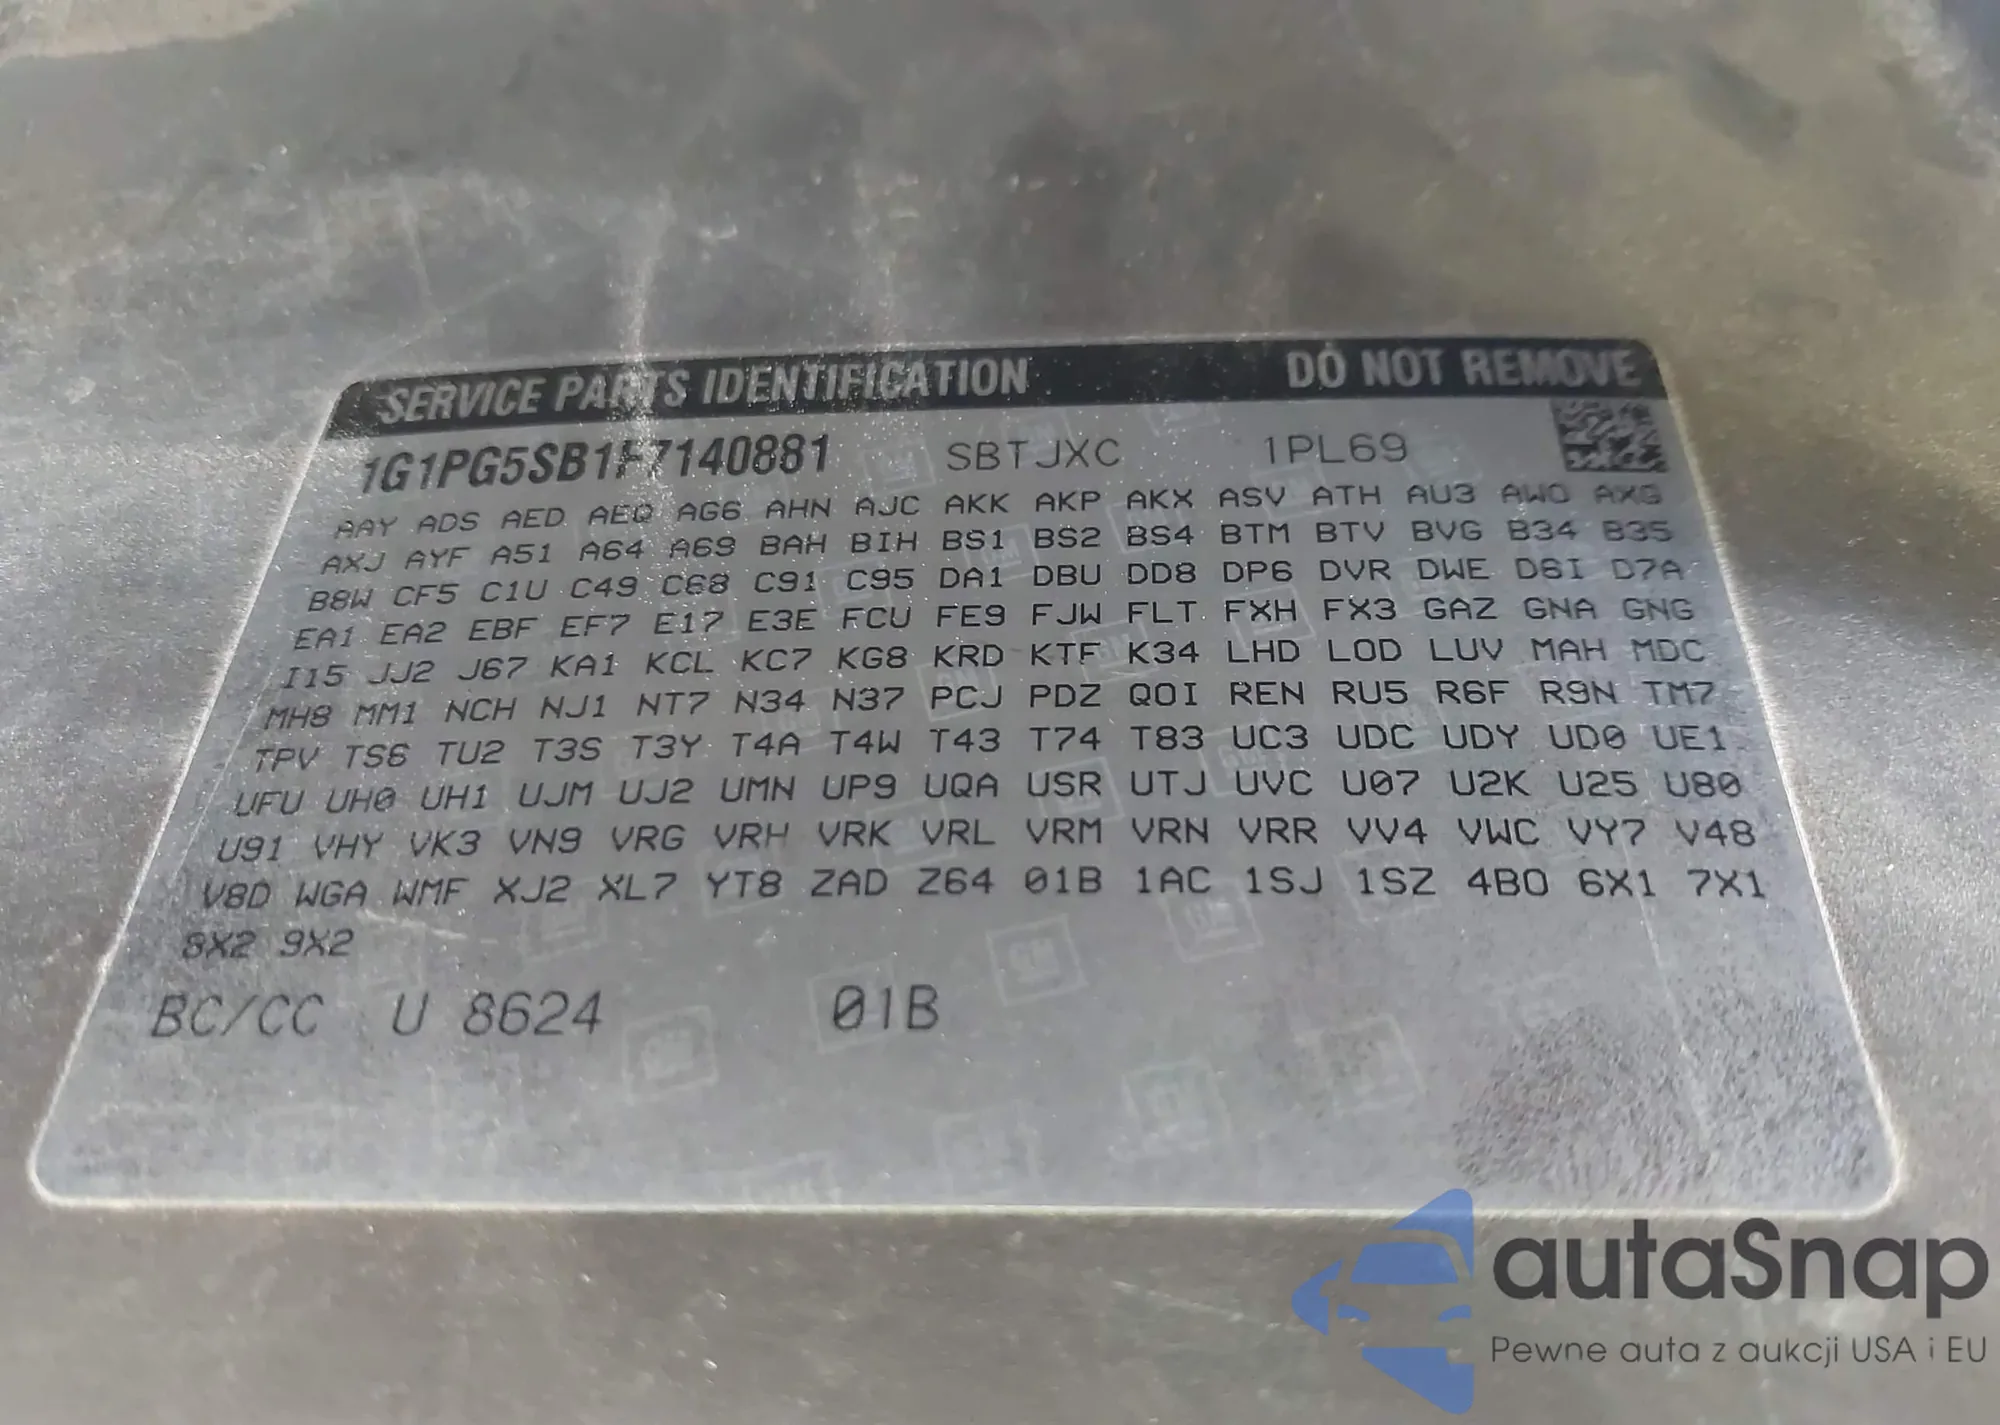 SERVICE PARTS IDENTIFICATION DO NOT REMOVE
1G1PG5SB1F7140881 SBTJXC 1PL69
AAY ADS AED AEQ AG6 AHN AJC AKK AKP AKX ASV ATH AU3 AWO AXG
AXJ AYF A51 A64 A69 BAH BIH BS1 BS2 BS4 BTM BTV BVG B34 B35
B8W CF5 C1U C49 C68 C91 C95 DA1 DBU DD8 DP6 DVR DWE D6I D7A
EA1 EA2 EBF EF7 E17 E3E FCU FE9 FJW FLT FXH FX3 GAZ GNA GNG
I15 JJ2 J67 KA1 KCL KC7 KG8 KRD KTF K34 LHD LOD LUV MAH MDC
MH8 MM1 NCH NJ1 NT7 N34 N37 PCJ PDZ QOI REN RU5 R6F R9N TM7
TPV TS6 TU2 T3S T3Y T4A T4W T43 T74 T83 UC3 UDC UDY UD0 UE1
UFU UH0 UH1 UJM UJ2 UMN UP9 UQA USR UTJ UVC U07 U2K U25 U80
U91 VHY VK3 VN9 VRG VRH VRK VRL VRM VRN VRR VV4 VWC VY7 V48
V8D WGA WMF XJ2 XL7 YT8 ZAD Z64 01B 1AC 1SJ 1SZ 4BO 6X1 7X1
8X2 9X2
BC/CC U 8624 01B
autaSnap
Pewne auta z aukcji USA i EU